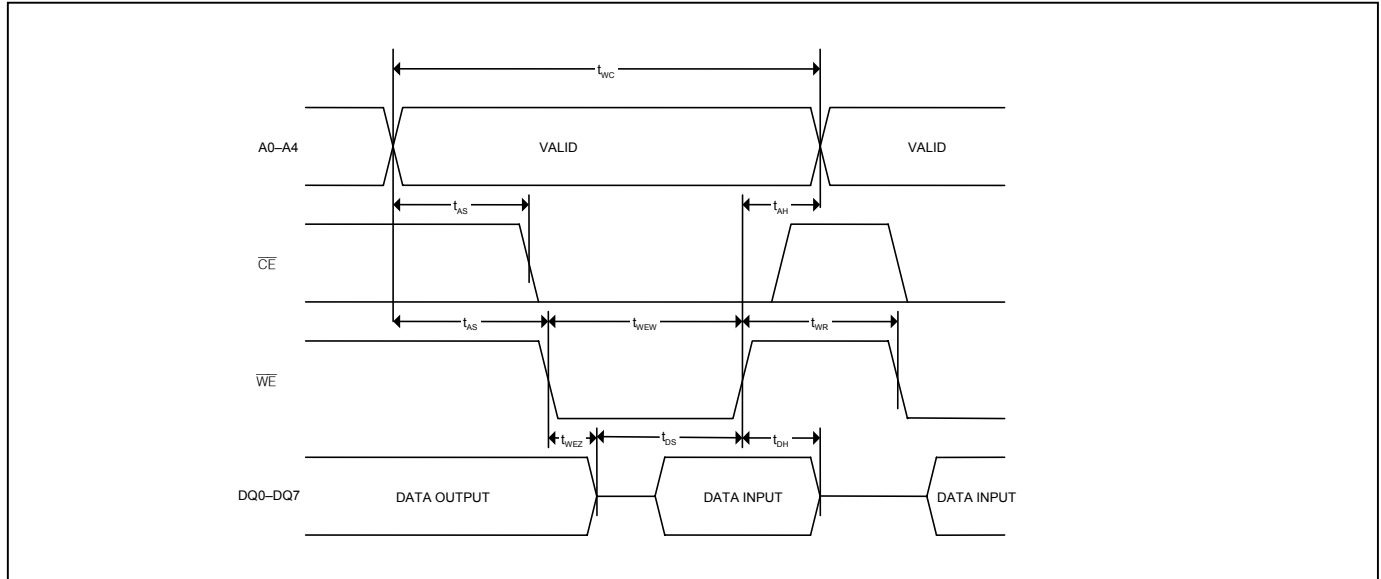 tWC
A0–A4 VALID VALID
tAS tAH
CE
tAS tWEW tWR
WE
tWEZ tDS tDH
DQ0–DQ7 DATA OUTPUT DATA INPUT DATA INPUT